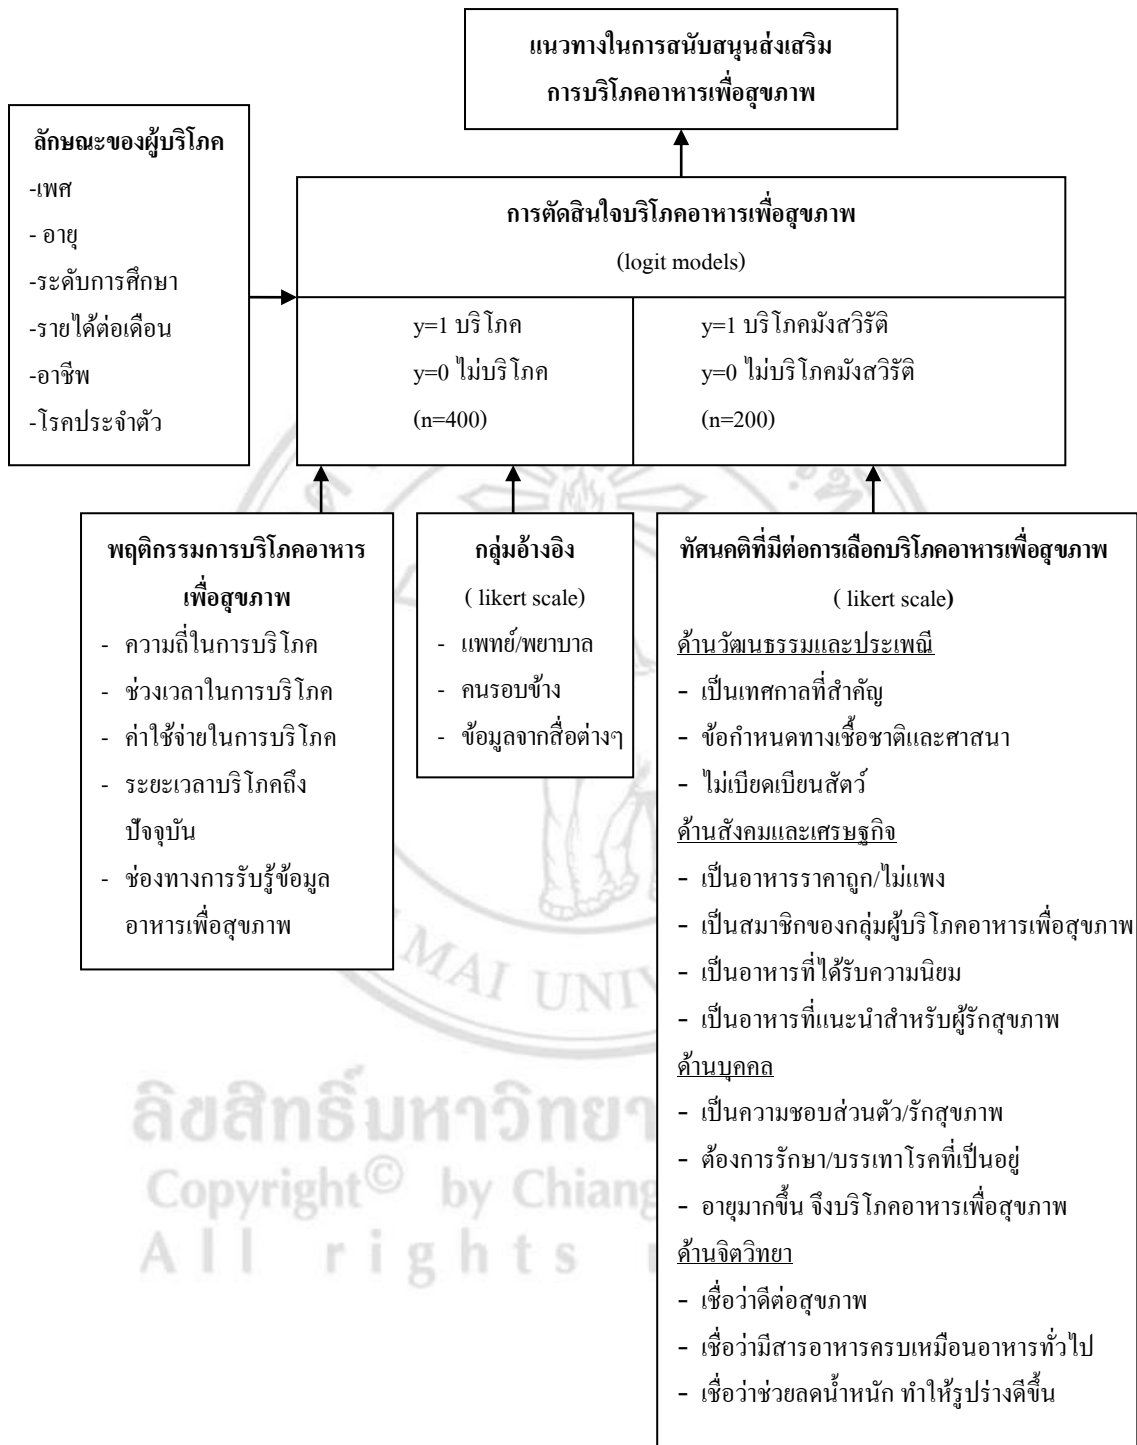 แนวทางในการสนับสนุนส่งเสริม
การบริโภคอาหารเพื่อสุขภาพ
ลักษณะของผู้บริโภค
-เพศ
- อายุ
-ระดับการศึกษา
-รายได้ต่อเดือน
-อาชีพ
-โรคประจำตัว
การตัดสินใจบริโภคอาหารเพื่อสุขภาพ
(logit models)
y=1 บริโภค
y=0 ไม่บริโภค
(n=400)
y=1 บริโภคมังสวิรัติ
y=0 ไม่บริโภคมังสวิรัติ
(n=200)
พฤติกรรมการบริโภคอาหาร
เพื่อสุขภาพ
- ความถี่ในการบริโภค
- ช่วงเวลาในการบริโภค
- ค่าใช้จ่ายในการบริโภค
- ระยะเวลาบริโภคถึง
ปัจจุบัน
- ช่องทางการรับรู้ข้อมูล
อาหารเพื่อสุขภาพ
กลุ่มอ้างอิง
( likert scale)
- แพทย์/พยาบาล
- คนรอบข้าง
- ข้อมูลจากสื่อต่างๆ
ทัศนคติที่มีต่อการเลือกบริโภคอาหารเพื่อสุขภาพ
( likert scale)
ด้านวัฒนธรรมและประเพณี
- เป็นเทศกาลที่สำคัญ
- ข้อกำหนดทางเชื้อชาติและศาสนา
- ไม่เบียดเบียนสัตว์
ด้านสังคมและเศรษฐกิจ
- เป็นอาหารราคาถูก/ไม่แพง
- เป็นสมาชิกของกลุ่มผู้บริโภคอาหารเพื่อสุขภาพ
- เป็นอาหารที่ได้รับความนิยม
- เป็นอาหารที่แนะนำสำหรับผู้รักสุขภาพ
ด้านบุคคล
- เป็นความชอบส่วนตัว/รักสุขภาพ
- ต้องการรักษา/บรรเทาโรคที่เป็นอยู่
- อายุมากขึ้น จึงบริโภคอาหารเพื่อสุขภาพ
ด้านจิตวิทยา
- เชื่อว่าดีต่อสุขภาพ
- เชื่อว่ามีสารอาหารครบเหมือนอาหารทั่วไป
- เชื่อว่าช่วยลดน้ำหนัก ทำให้รูปร่างดีขึ้น
MAI UNIV
ลิขสิทธิ์มหาวิทยา
Copyright© by Chiang
All rights